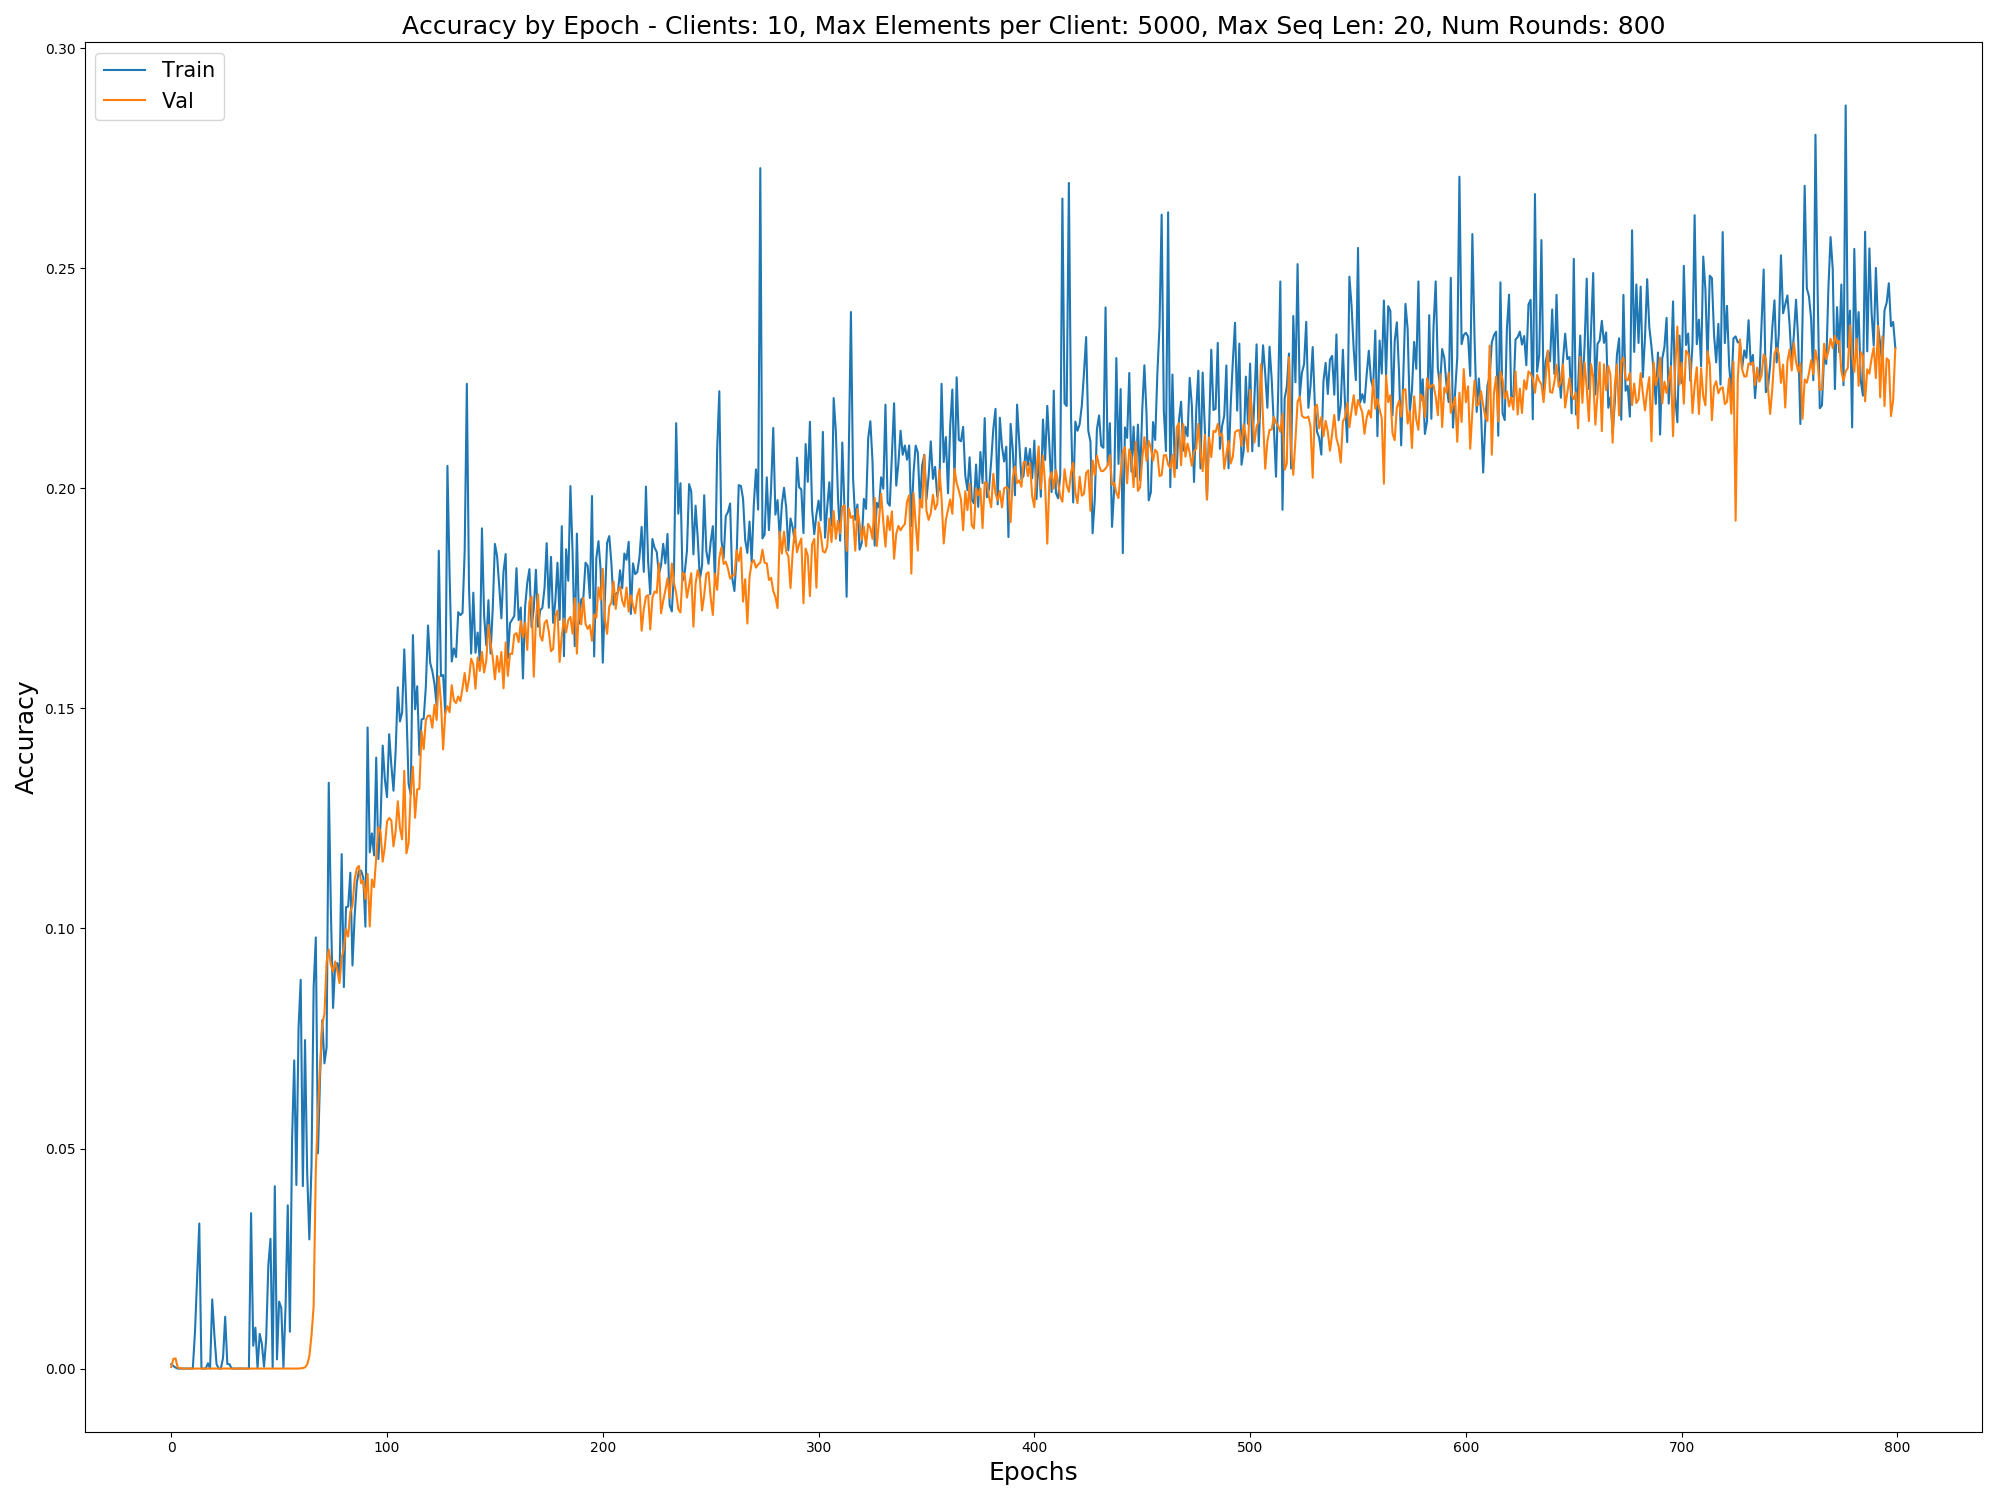 Accuracy by Epoch - Clients: 10, Max Elements per Client: 5000, Max Seq Len: 20, Num Rounds: 800
Train
Val
0.30
0.25
0.20
0.15
0.10
0.05
0.00
Accuracy
0 100 200 300 400 500 600 700 800
Epochs